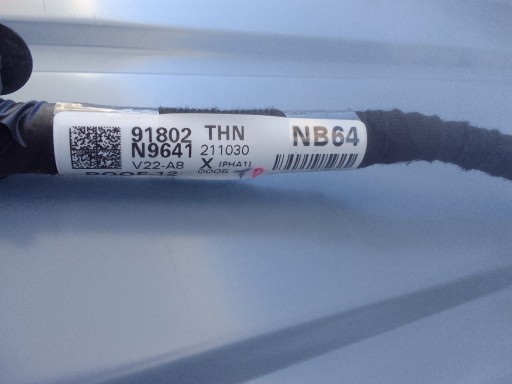 91802 THN NB64
N9641 211030
V22-A8 X (PHA1)
0006